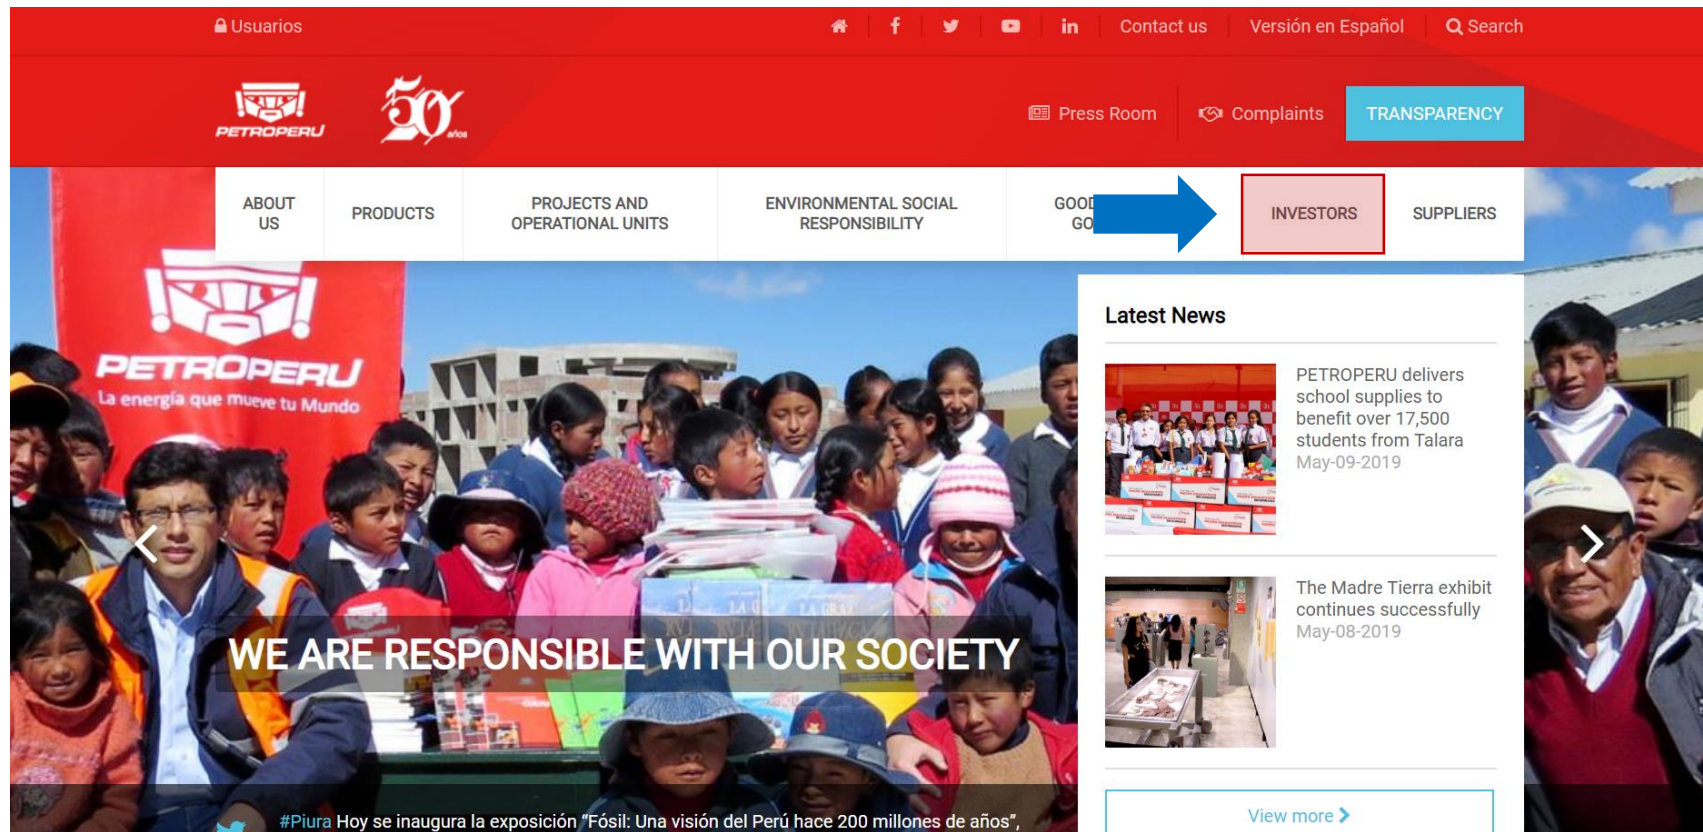 Usuarios
Contact us
Versión en Español
Search
PETROPERU
50 años
Press Room
Complaints
TRANSPARENCY
ABOUT
US
PRODUCTS
PROJECTS AND
OPERATIONAL UNITS
ENVIRONMENTAL SOCIAL
RESPONSIBILITY
INVESTORS
SUPPLIERS
PETROPERU
La energía que mueve tu Mundo
Latest News
PETROPERU delivers
school supplies to
benefit over 17,500
students from Talara
May-09-2019
The Madre Tierra exhibit
continues successfully
May-08-2019
WE ARE RESPONSIBLE WITH OUR SOCIETY
View more
#Piura Hoy se inaugura la exposición “Fósil: Una visión del Perú hace 200 millones de años”,